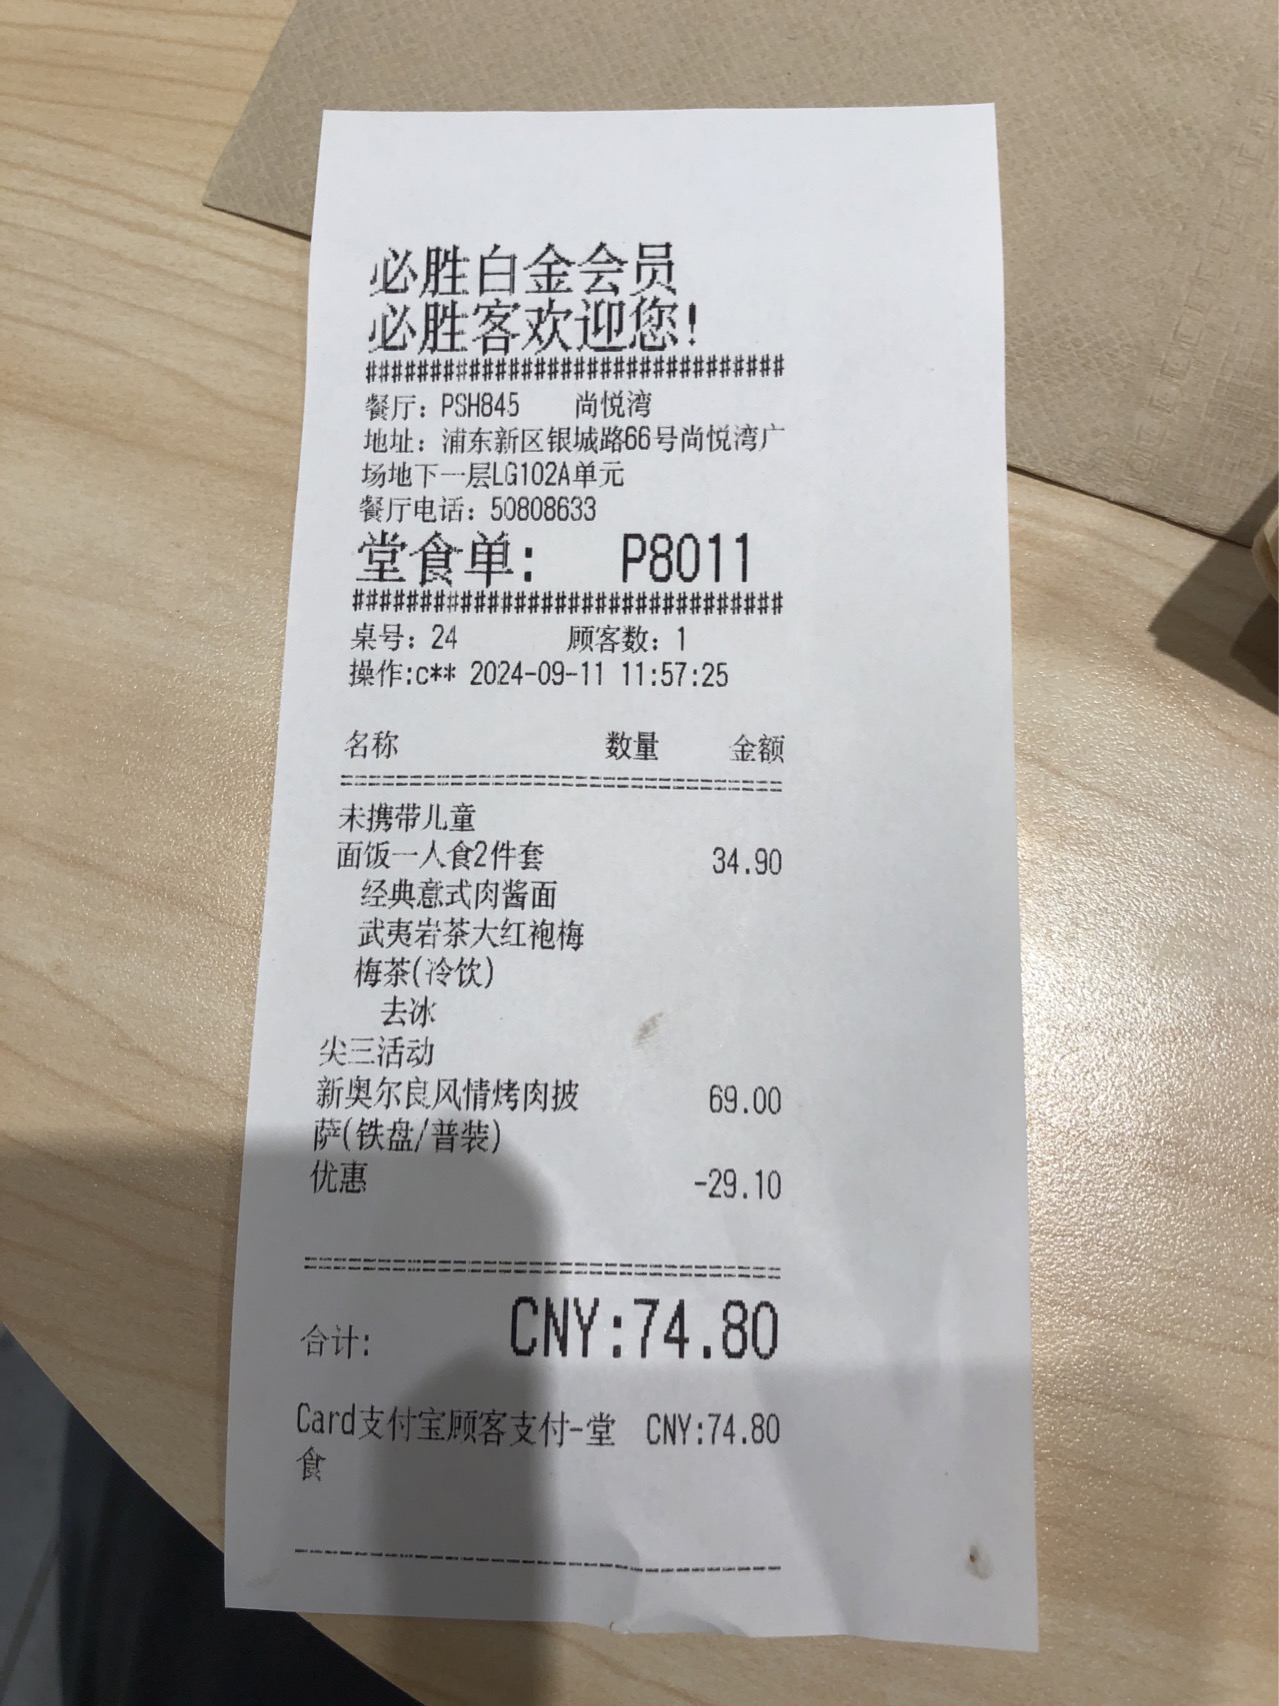 必胜白金会员
必胜客欢迎您!
################################
餐厅: PSH845 尚悦湾
地址: 浦东新区银城路66号尚悦湾广
场地下一层LG102A单元
餐厅电话: 50808633
堂食单: P8011
################################
桌号: 24 顾客数: 1
操作:c** 2024-09-11 11:57:25
名称 数量 金额
未携带儿童
面饭一人食2件套 34.90
经典意式肉酱面
武夷岩茶大红袍梅
梅茶(冷饮)
去冰
尖三活动
新奥尔良风情烤肉披 69.00
萨(铁盘/普装)
优惠 -29.10
合计: CNY:74.80
Card支付宝顾客支付-堂 CNY:74.80
食